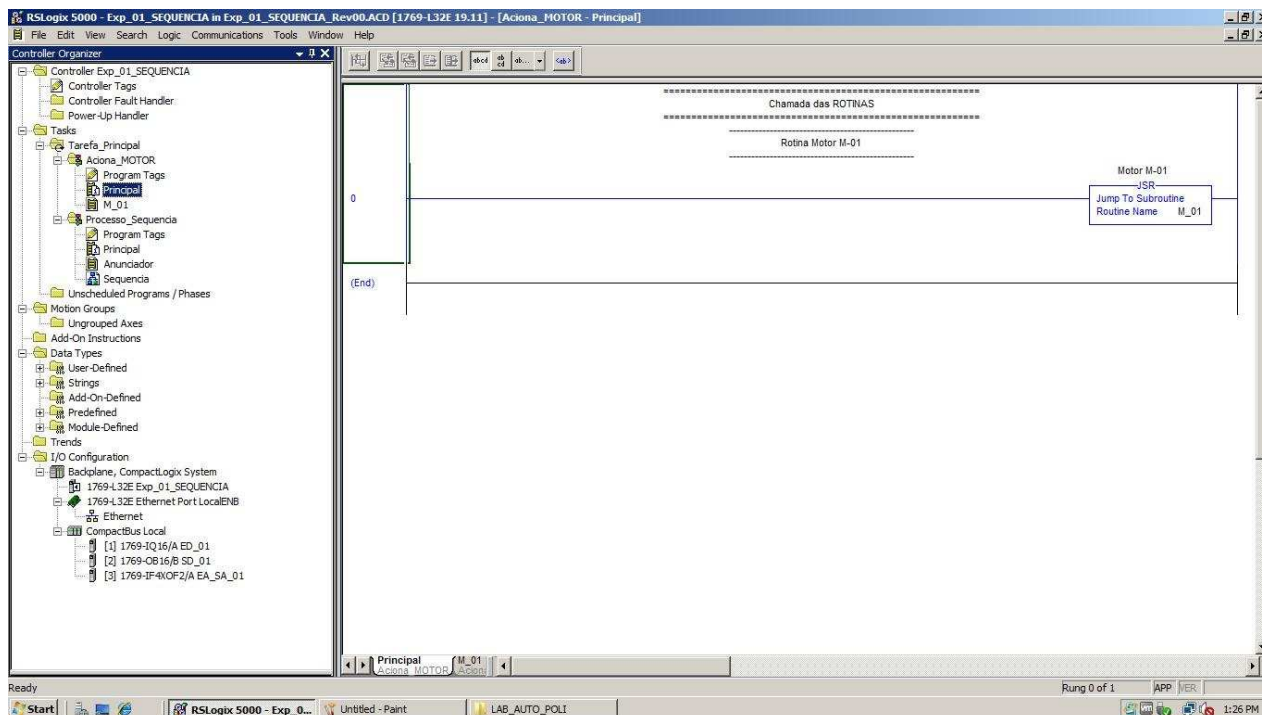 RSLogix 5000 - Exp_01_SEQUENCIA in Exp_01_SEQUENCIA_Rev00.ACD [1769-L32E 19.11] - [Aciona_MOTOR - Principal]
File Edit View Search Logic Communications Tools Window Help
Controller Organizer
Controller Exp_01_SEQUENCIA
Controller Tags
Controller Fault Handler
Power-Up Handler
Tasks
Tarefa_Principal
Aciona_MOTOR
Program Tags
Principal
M_01
Processo_Sequencia
Program Tags
Principal
Anunciador
Sequencia
Unscheduled Programs / Phases
Motion Groups
Ungrouped Axes
Add-On Instructions
Data Types
User-Defined
Strings
Add-On-Defined
Predefined
Module-Defined
Trends
I/O Configuration
Backplane, CompactLogix System
1769-L32E Exp_01_SEQUENCIA
1769-L32E Ethernet Port LocalENB
Ethernet
CompactBus Local
[1] 1769-IQ16/A ED_01
[2] 1769-OB16/B SD_01
[3] 1769-IF4XOF2/A EA_SA_01
Chamada das ROTINAS
Rotina Motor M-01
Motor M-01
JSR
0
Jump To Subroutine
Routine Name M_01
(End)
Principal M_01
Aciona_MOTOR
Ready
Rung 0 of 1 APP VER
Start RSLogix 5000 - Exp_0... Untitled - Paint LAB_AUTO_POLI 1:26 PM